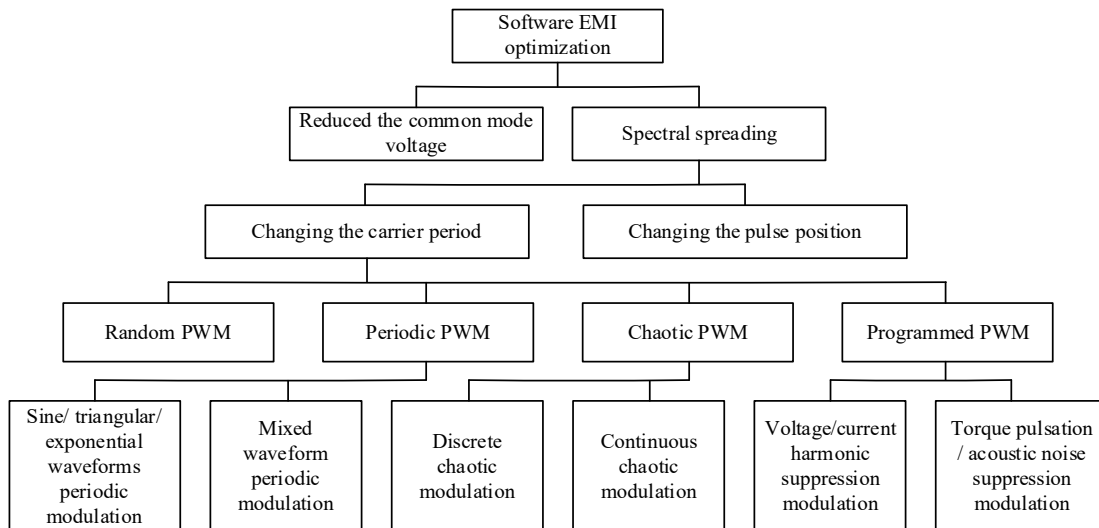 Software EMI
optimization
Reduced the common mode
voltage
Spectral spreading
Changing the carrier period
Changing the pulse position
Random PWM
Periodic PWM
Chaotic PWM
Programmed PWM
Sine/ triangular/
exponential
waveforms
periodic
modulation
Mixed
waveform
periodic
modulation
Discrete
chaotic
modulation
Continuous
chaotic
modulation
Voltage/current
harmonic
suppression
modulation
Torque pulsation
/ acoustic noise
suppression
modulation